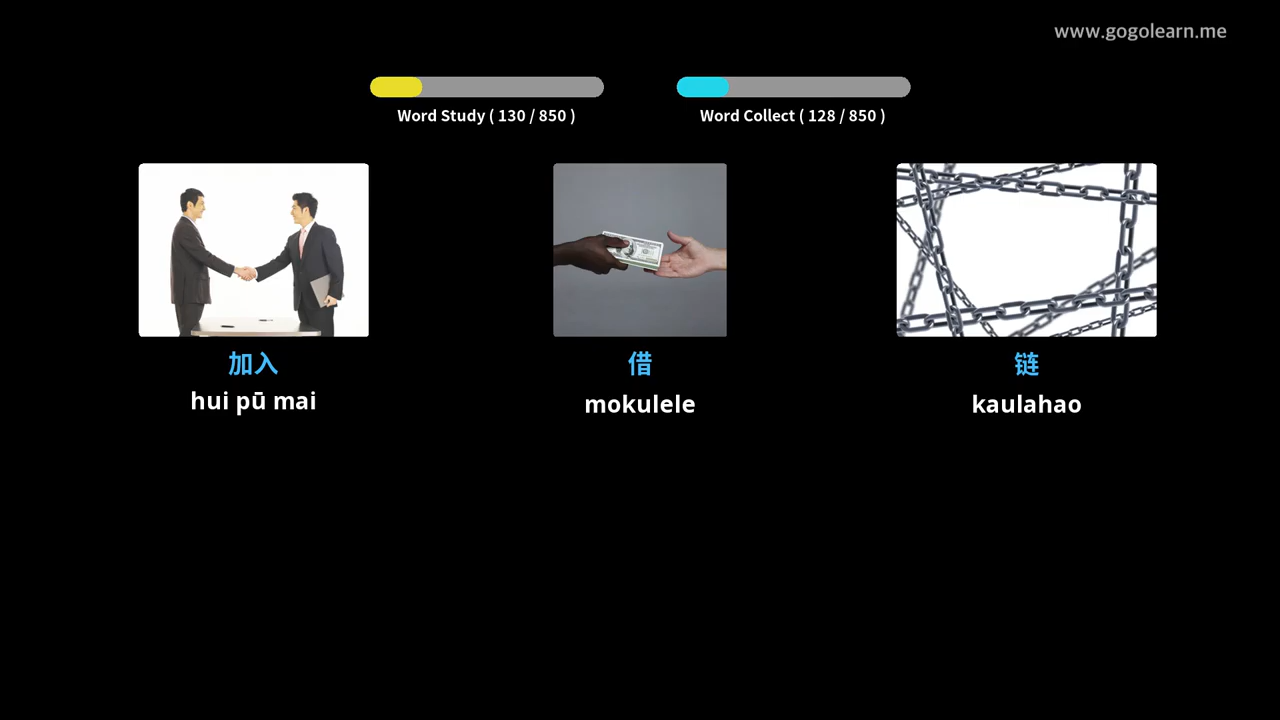 www.gogolearn.me
Word Study ( 130 / 850 )
Word Collect ( 128 / 850 )
加入
借
链
hui pū mai
mokulele
kaulahao